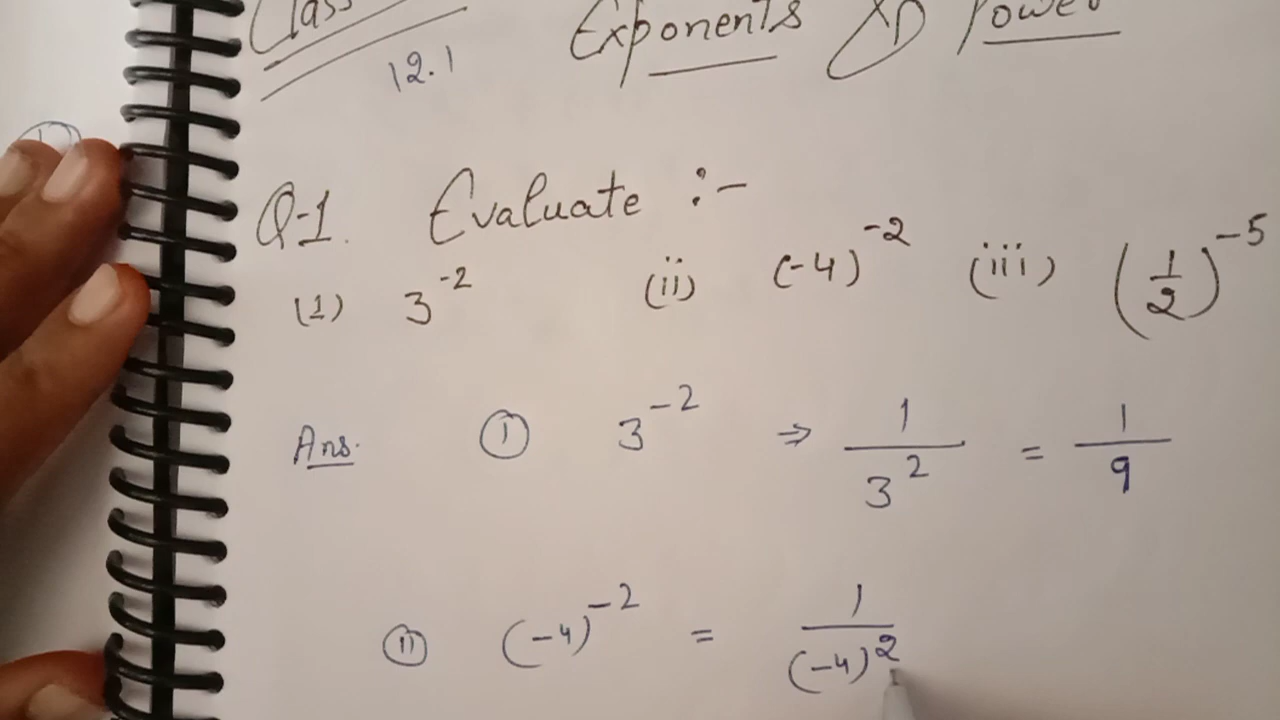 Class
12.1 Exponents & Power
Q-1. Evaluate :-
(1) 3^-2 (ii) (-4)^-2 (iii) (1/2)^-5
Ans. (I) 3^-2 ⇒ 1/3^2 = 1/9
(II) (-4)^-2 = 1/(-4)^2